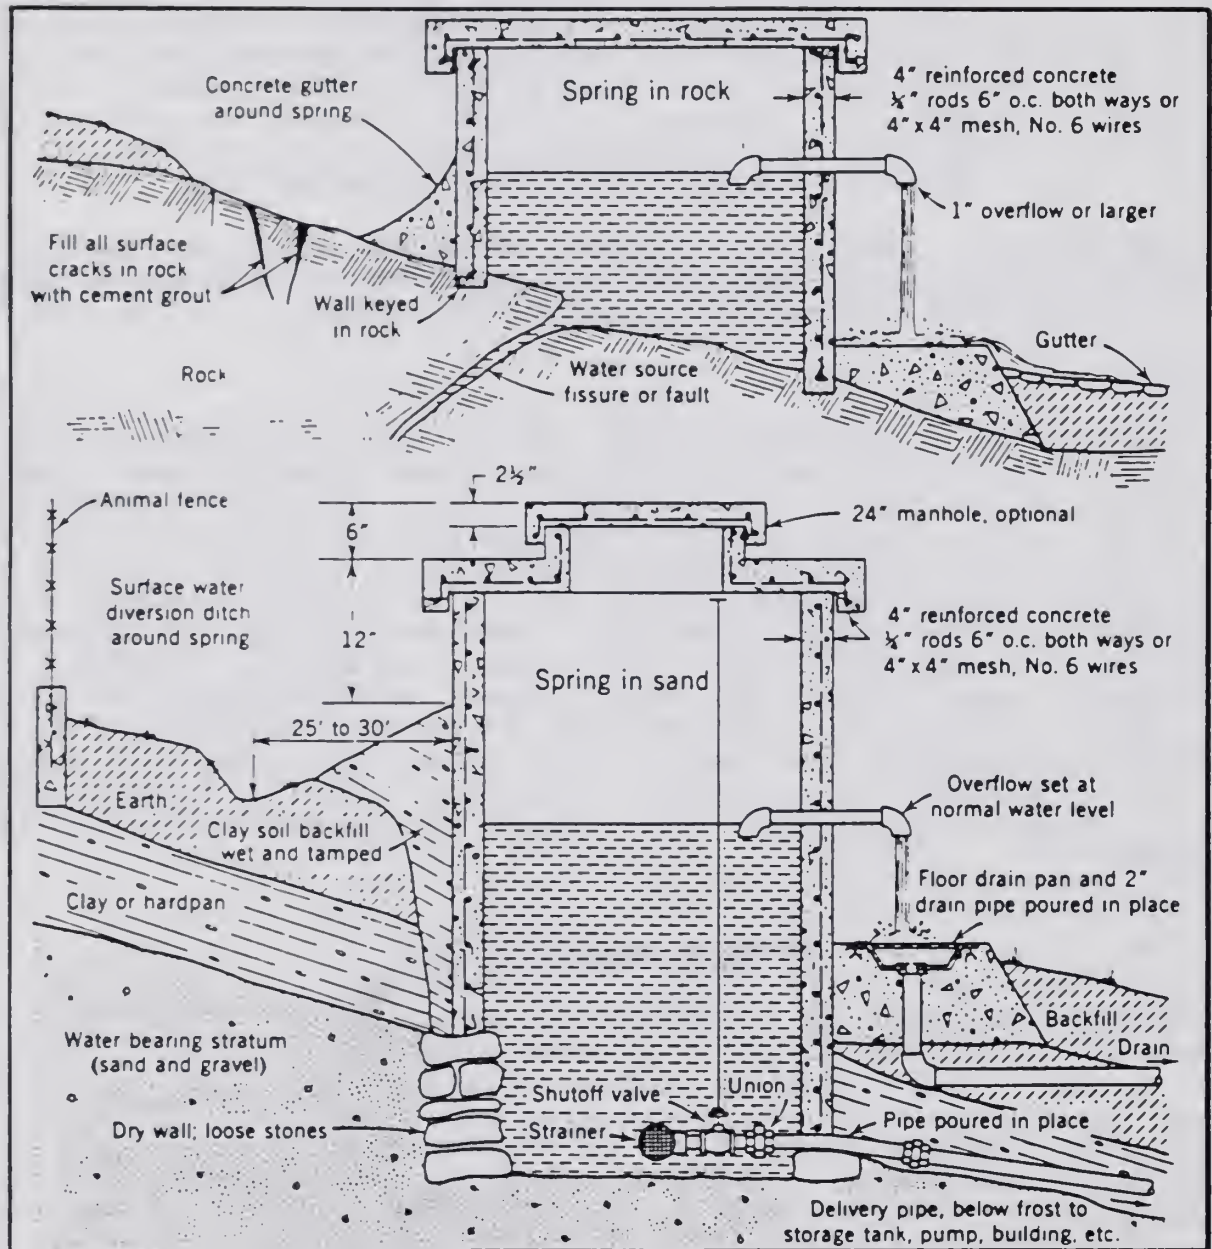 Concrete gutter
around spring
Spring in rock
4" reinforced concrete
⅜" rods 6" o.c. both ways or
4" x 4" mesh, No. 6 wires
1" overflow or larger
Fill all surface
cracks in rock
with cement grout
Wall keyed
in rock
Rock
Water source
fissure or fault
Gutter
2½"
Animal fence
6"
24" manhole, optional
Surface water
diversion ditch
around spring
12"
4" reinforced concrete
⅜" rods 6" o.c. both ways or
4" x 4" mesh, No. 6 wires
Spring in sand
25' to 30'
Overflow set at
normal water level
Earth
Clay soil backfill
wet and tamped
Floor drain pan and 2"
drain pipe poured in place
Clay or hardpan
Backfill
Drain
Water bearing stratum
(sand and gravel)
Shutoff valve
Union
Dry wall; loose stones
Strainer
Pipe poured in place
Delivery pipe, below frost to
storage tank, pump, building, etc.